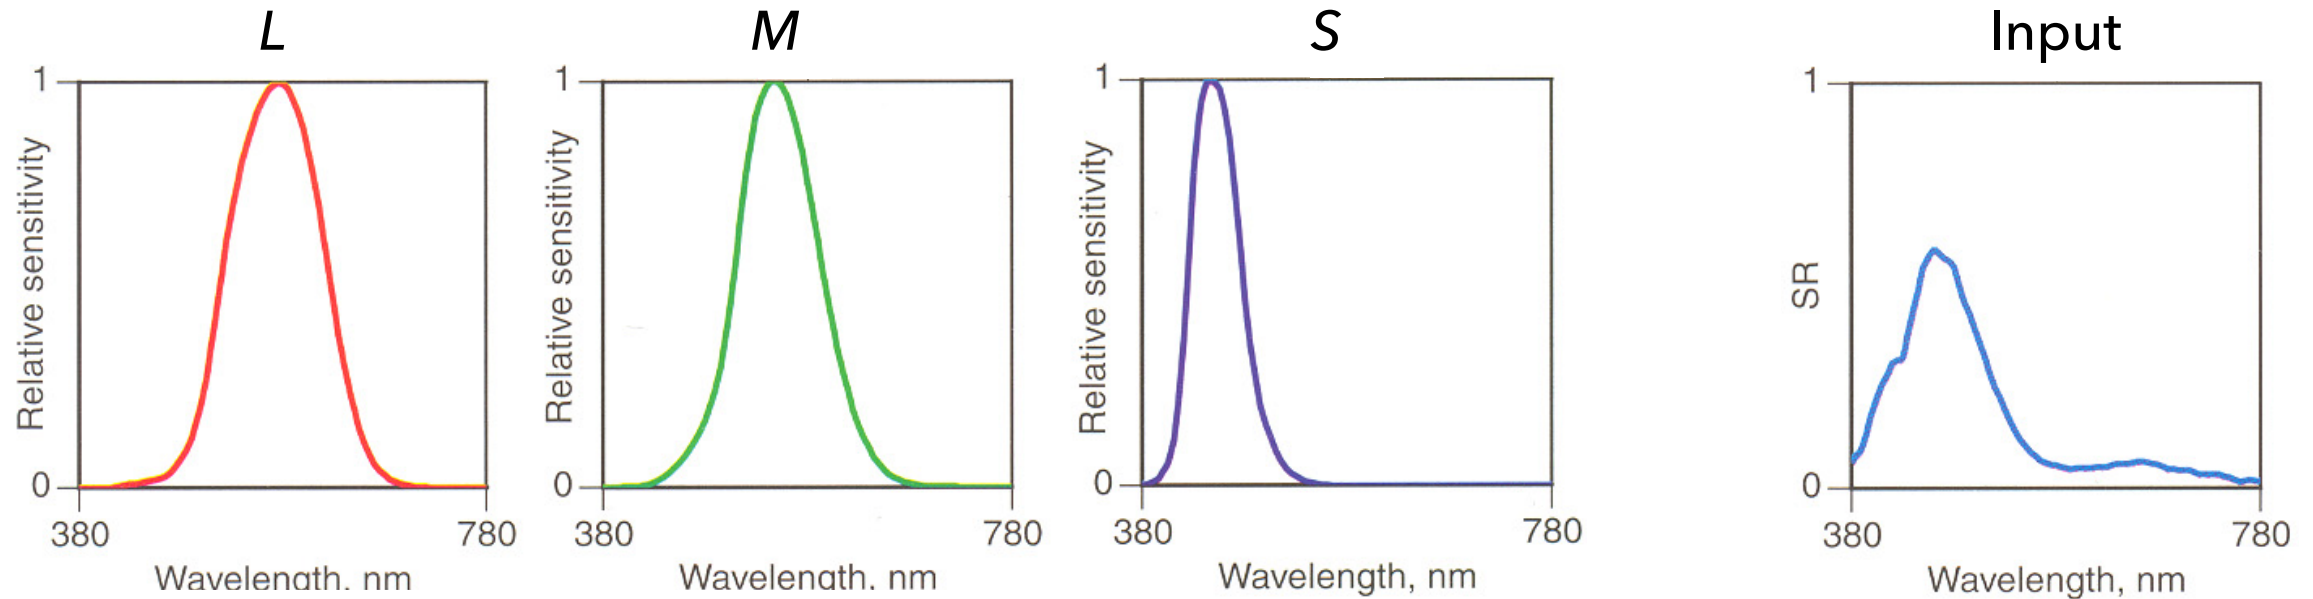 L
1
Relative sensitivity
0
380
780
Wavelength, nm
M
1
Relative sensitivity
0
380
780
Wavelength, nm
S
1
Relative sensitivity
0
380
780
Wavelength, nm
Input
1
SR
0
380
780
Wavelength, nm